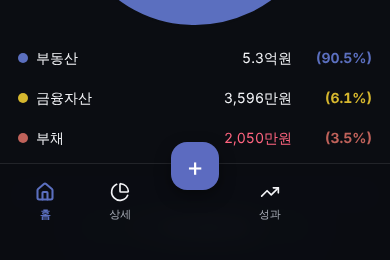 부동산 5.3억원 (90.5%)
금융자산 3,596만원 (6.1%)
부채 2,050만원 (3.5%)
+
홈 상세 성과